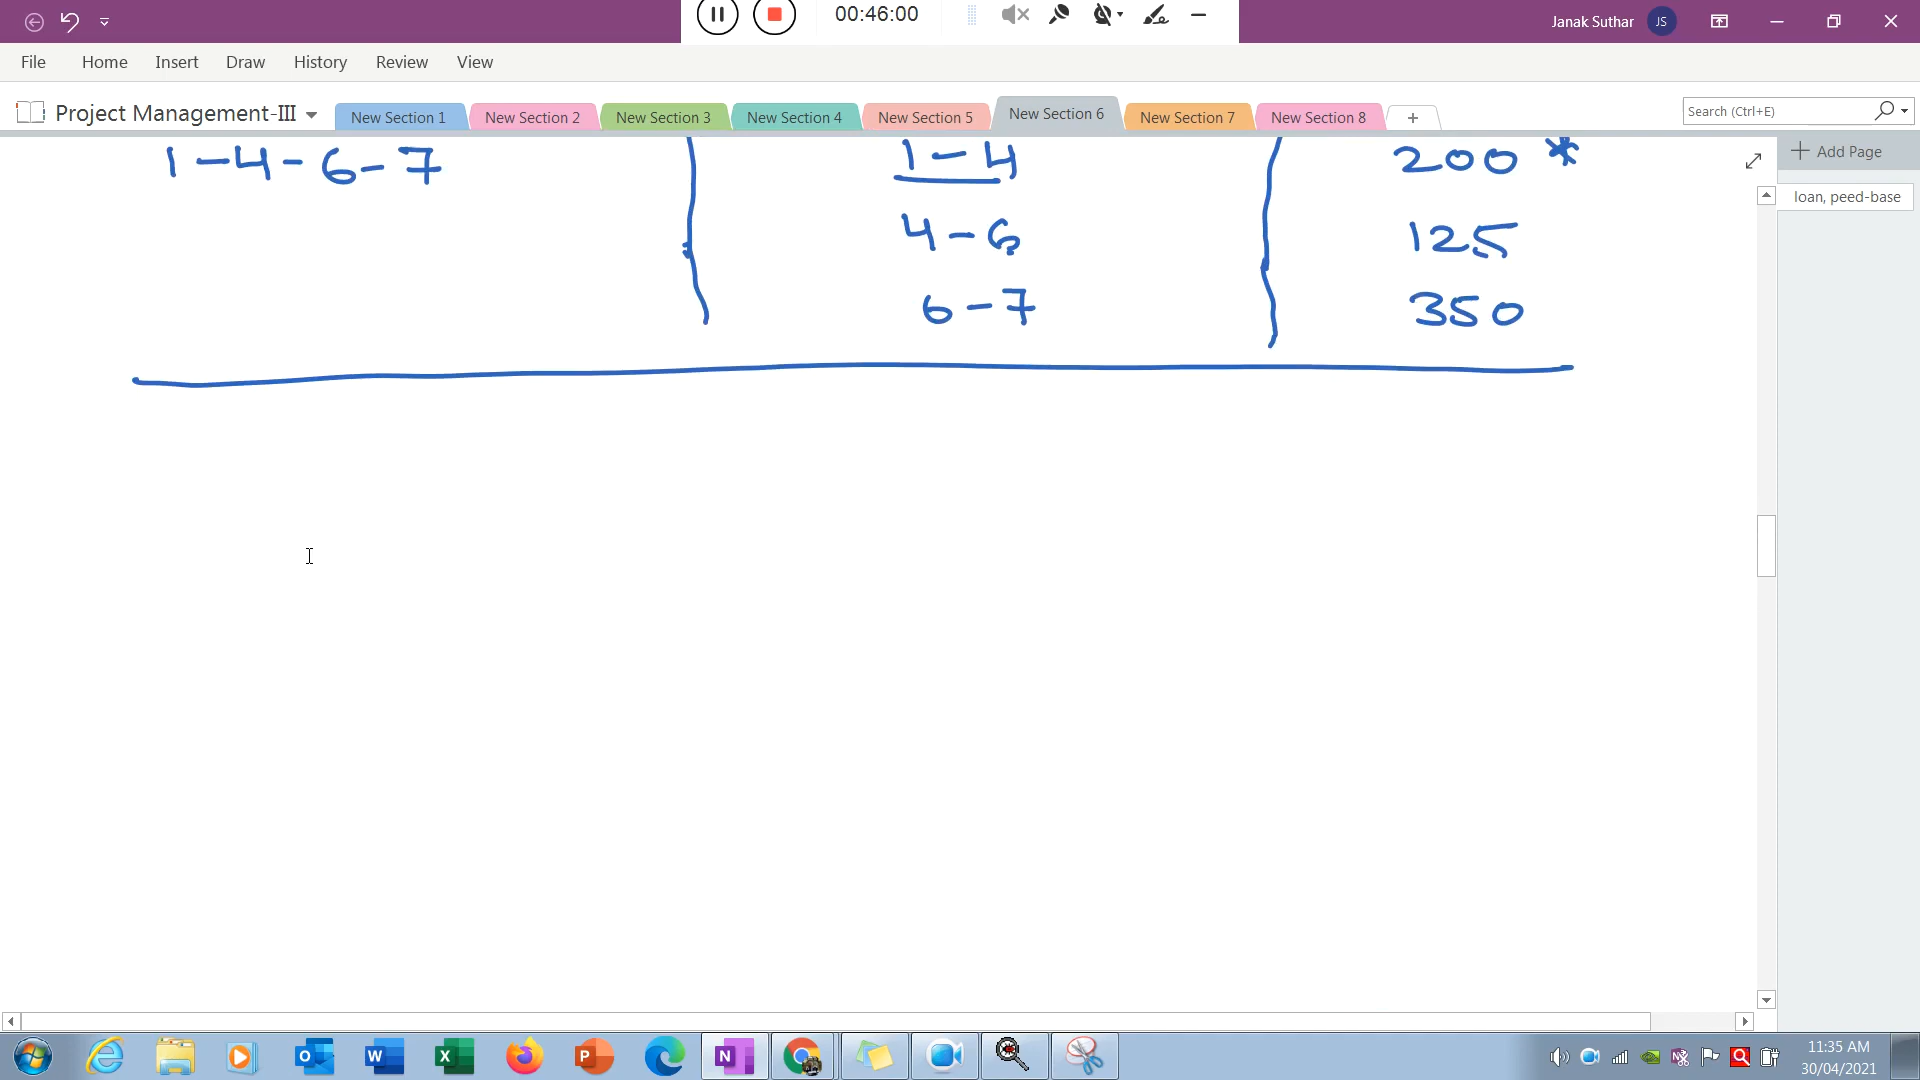 00:46:00
Janak Suthar JS
File Home Insert Draw History Review View
Project Management-III New Section 1 New Section 2 New Section 3 New Section 4 New Section 5 New Section 6 New Section 7 New Section 8 + Search (Ctrl+E)
Add Page
loan, peed-base
1-4-6-7 1-4 200 *
4-6 125
6-7 350
11:35 AM
30/04/2021